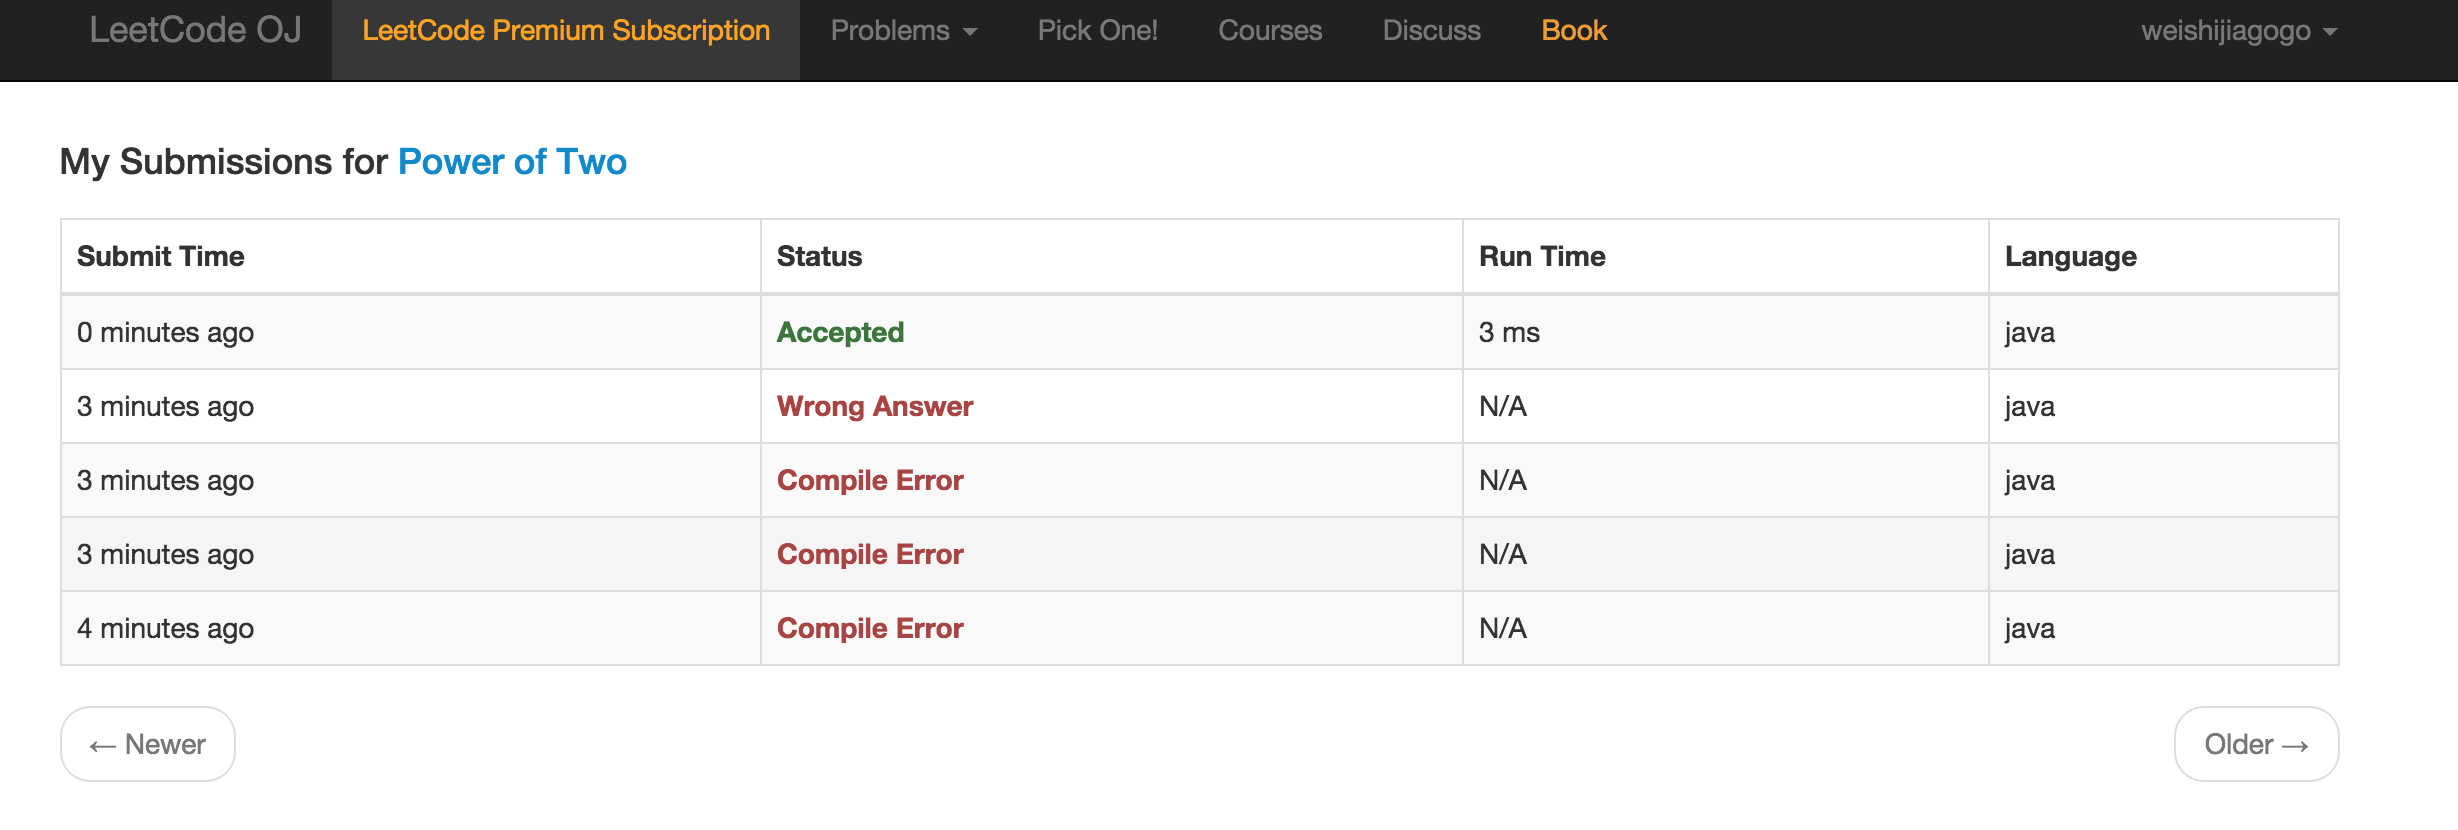 LeetCode OJ LeetCode Premium Subscription Problems Pick One! Courses Discuss Book weishijiagogo
My Submissions for Power of Two
Submit Time Status Run Time Language
0 minutes ago Accepted 3 ms java
3 minutes ago Wrong Answer N/A java
3 minutes ago Compile Error N/A java
3 minutes ago Compile Error N/A java
4 minutes ago Compile Error N/A java
← Newer Older →